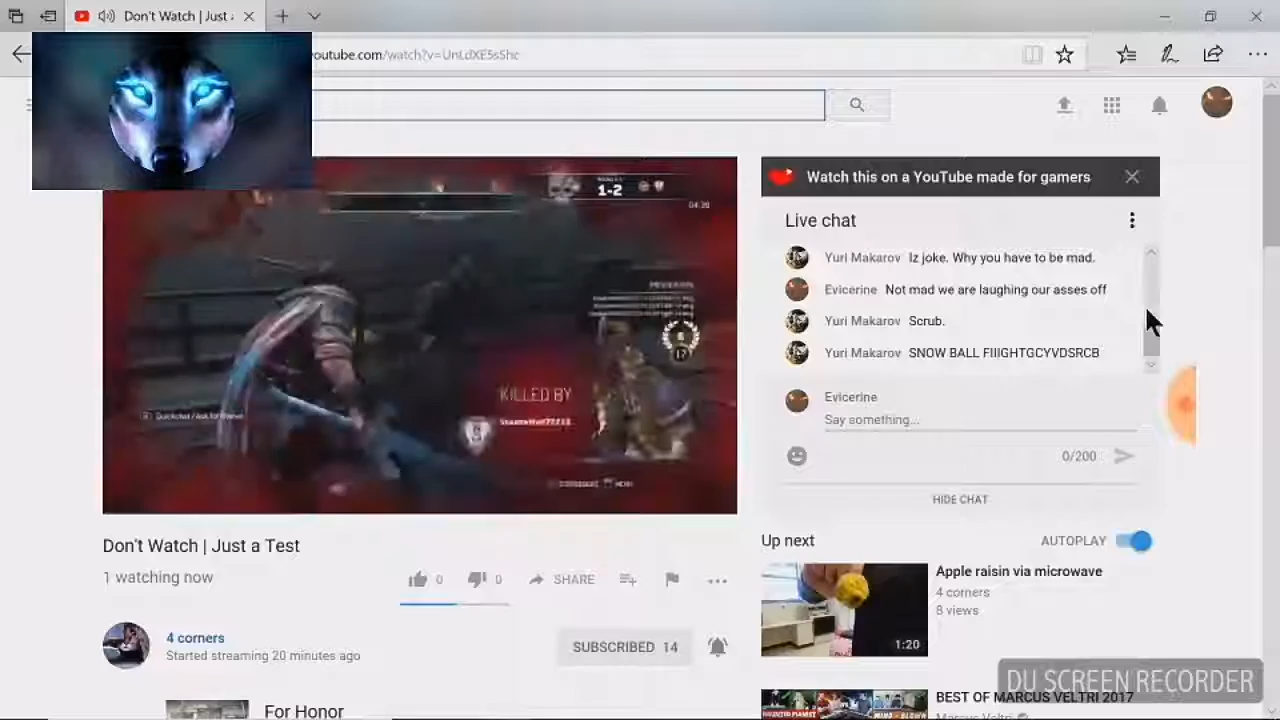 Don't Watch | Just a
outube.com/watch?v=UnLdXE5sShc
1-2
04:20
KILLED BY
17
Watch this on a YouTube made for gamers
Live chat
Yuri Makarov Iz joke. Why you have to be mad.
Evicerine Not mad we are laughing our asses off
Yuri Makarov Scrub.
Yuri Makarov SNOW BALL FIIIGHTGCYVDSRCB
Evicerine
Say something...
0/200
HIDE CHAT
Don't Watch | Just a Test
1 watching now
0
0
SHARE
4 corners
Started streaming 20 minutes ago
SUBSCRIBED 14
For Honor
Up next
AUTOPLAY
Apple raisin via microwave
4 corners
8 views
1:20
BEST OF MARCUS VELTRI 2017
Marcus Veltri
DU SCREEN RECORDER